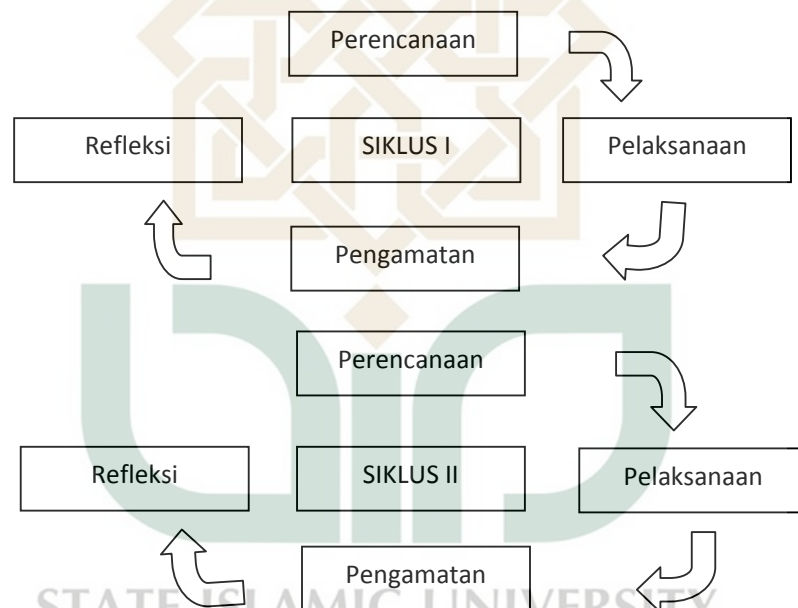 Perencanaan
Refleksi
SIKLUS I
Pelaksanaan
Pengamatan
Perencanaan
Refleksi
SIKLUS II
Pelaksanaan
Pengamatan
STATE ISLAMIC UNIVERSITY